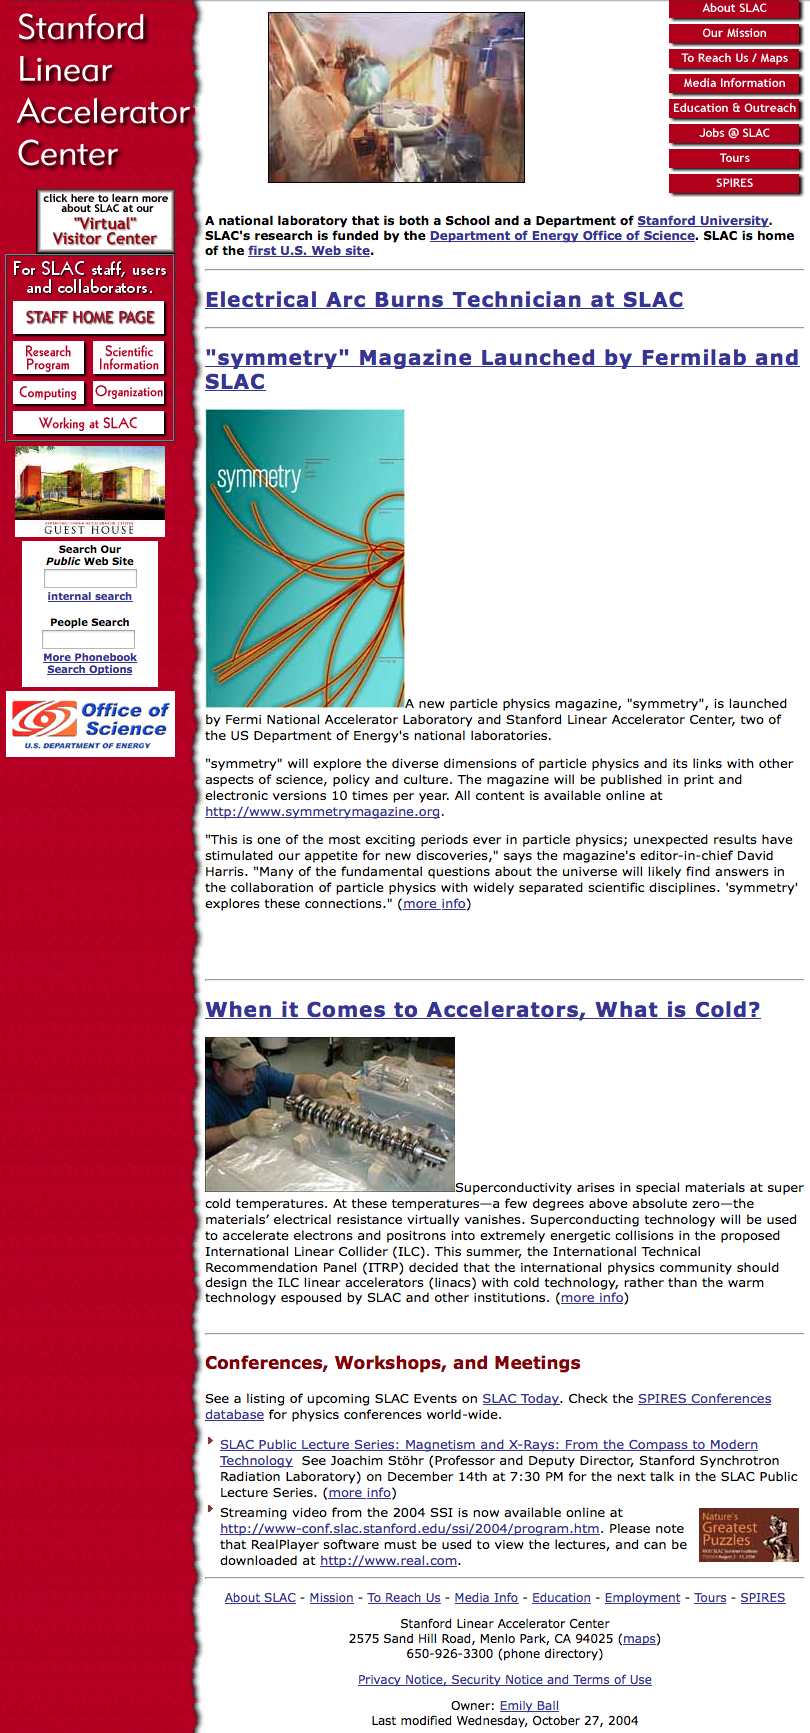 Stanford
Linear
Accelerator
Center
click here to learn more
about SLAC at our
"Virtual"
Visitor Center
For SLAC staff, users
and collaborators.
STAFF HOME PAGE
Research
Program
Scientific
Information
Computing
Organization
Working at SLAC
GUEST HOUSE
Search Our
Public Web Site
internal search
People Search
More Phonebook
Search Options
Office of
Science
U.S. DEPARTMENT OF ENERGY
About SLAC
Our Mission
To Reach Us / Maps
Media Information
Education & Outreach
Jobs @ SLAC
Tours
SPIRES
A national laboratory that is both a School and a Department of Stanford University.
SLAC's research is funded by the Department of Energy Office of Science. SLAC is home
of the first U.S. Web site.
Electrical Arc Burns Technician at SLAC
"symmetry" Magazine Launched by Fermilab and
SLAC
symmetry
A new particle physics magazine, "symmetry", is launched
by Fermi National Accelerator Laboratory and Stanford Linear Accelerator Center, two of
the US Department of Energy's national laboratories.
"symmetry" will explore the diverse dimensions of particle physics and its links with other
aspects of science, policy and culture. The magazine will be published in print and
electronic versions 10 times per year. All content is available online at
http://www.symmetrymagazine.org.
"This is one of the most exciting periods ever in particle physics; unexpected results have
stimulated our appetite for new discoveries," says the magazine's editor-in-chief David
Harris. "Many of the fundamental questions about the universe will likely find answers in
the collaboration of particle physics with widely separated scientific disciplines. 'symmetry'
explores these connections." (more info)
When it Comes to Accelerators, What is Cold?
Superconductivity arises in special materials at super
cold temperatures. At these temperatures—a few degrees above absolute zero—the
materials’ electrical resistance virtually vanishes. Superconducting technology will be used
to accelerate electrons and positrons into extremely energetic collisions in the proposed
International Linear Collider (ILC). This summer, the International Technical
Recommendation Panel (ITRP) decided that the international physics community should
design the ILC linear accelerators (linacs) with cold technology, rather than the warm
technology espoused by SLAC and other institutions. (more info)
Conferences, Workshops, and Meetings
See a listing of upcoming SLAC Events on SLAC Today. Check the SPIRES Conferences
database for physics conferences world-wide.
SLAC Public Lecture Series: Magnetism and X-Rays: From the Compass to Modern
Technology See Joachim Stöhr (Professor and Deputy Director, Stanford Synchrotron
Radiation Laboratory) on December 14th at 7:30 PM for the next talk in the SLAC Public
Lecture Series. (more info)
Streaming video from the 2004 SSI is now available online at
http://www-conf.slac.stanford.edu/ssi/2004/program.htm. Please note
that RealPlayer software must be used to view the lectures, and can be
downloaded at http://www.real.com.
Nature's
Greatest
Puzzles
About SLAC - Mission - To Reach Us - Media Info - Education - Employment - Tours - SPIRES
Stanford Linear Accelerator Center
2575 Sand Hill Road, Menlo Park, CA 94025 (maps)
650-926-3300 (phone directory)
Privacy Notice, Security Notice and Terms of Use
Owner: Emily Ball
Last modified Wednesday, October 27, 2004